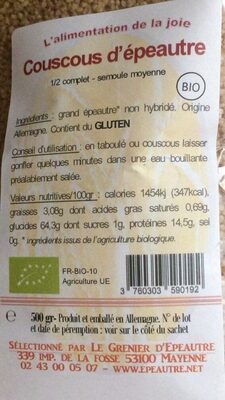 L'alimentation de la joie
Couscous d'épeautre
1/2 complet - semoule moyenne
BIO
Ingrédients : grand épeautre* non hybridé. Origine
Allemagne. Contient du GLUTEN
Conseil d'utilisation : en taboulé ou couscous laisser
gonfler quelques minutes dans une eau bouillante
préalablement salée.
Valeurs nutritives/100gr : calories 1454kj (347kcal),
graisses 3,08g dont acides gras saturés 0,69g,
glucides 64,3g dont sucres 1g, protéines 14,5g, sel
0g. * ingrédients issus de l'agriculture biologique.
FR-BIO-10
Agriculture UE
3 760303 590192
e 500 gr- Produit et emballé en Allemagne. N° de lot
et date de péremption : voir sur le côté du sachet
SÉLECTIONNÉ PAR LE GRENIER D'EPEAUTRE
339 IMP. DE LA FOSSE 53100 MAYENNE
02 43 00 05 07 - WWW.EPEAUTRE.NET